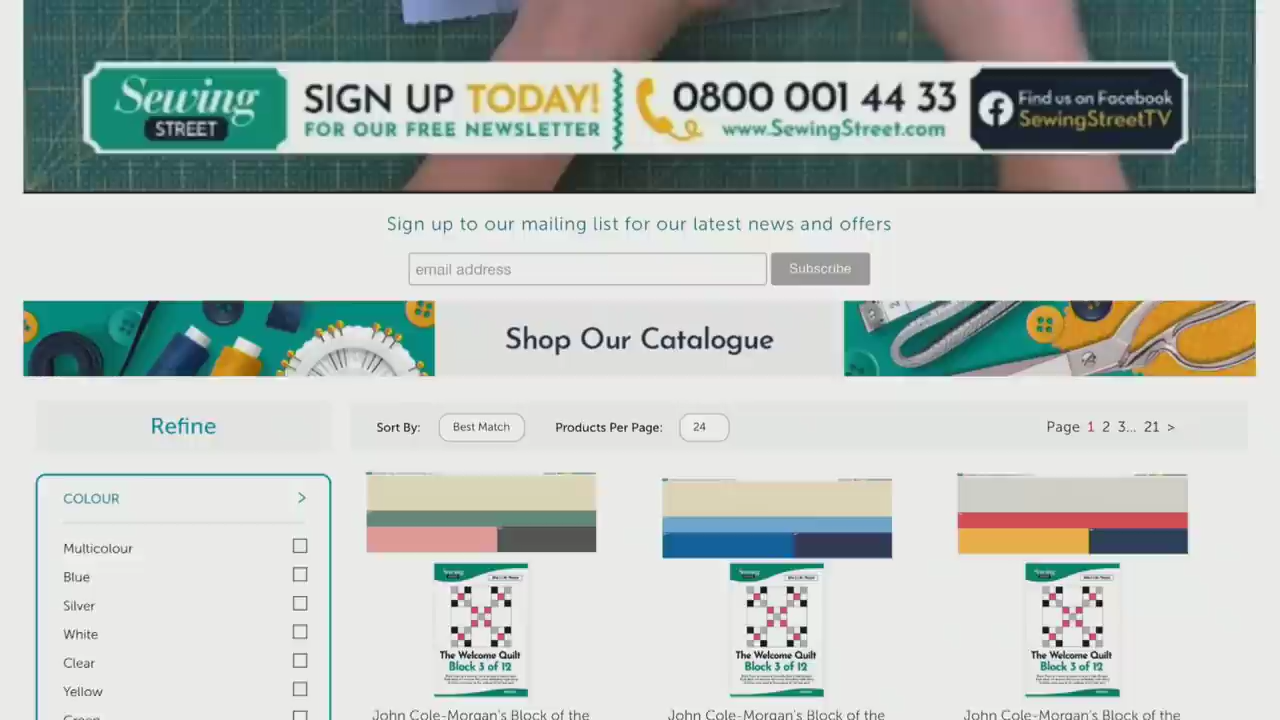 Sewing
STREET
SIGN UP TODAY!
FOR OUR FREE NEWSLETTER
0800 001 44 33
www.SewingStreet.com
Find us on Facebook
SewingStreetTV
Sign up to our mailing list for our latest news and offers
email address
Subscribe
Shop Our Catalogue
Refine
Sort By:
Best Match
Products Per Page:
24
Page 1 2 3... 21 >
COLOUR >
Multicolour
Blue
Silver
White
Clear
Yellow
Green
The Welcome Quilt
Block 3 of 12
The Welcome Quilt
Block 3 of 12
The Welcome Quilt
Block 3 of 12
John Cole-Morgan's Block of the
John Cole-Morgan's Block of the
John Cole-Morgan's Block of the